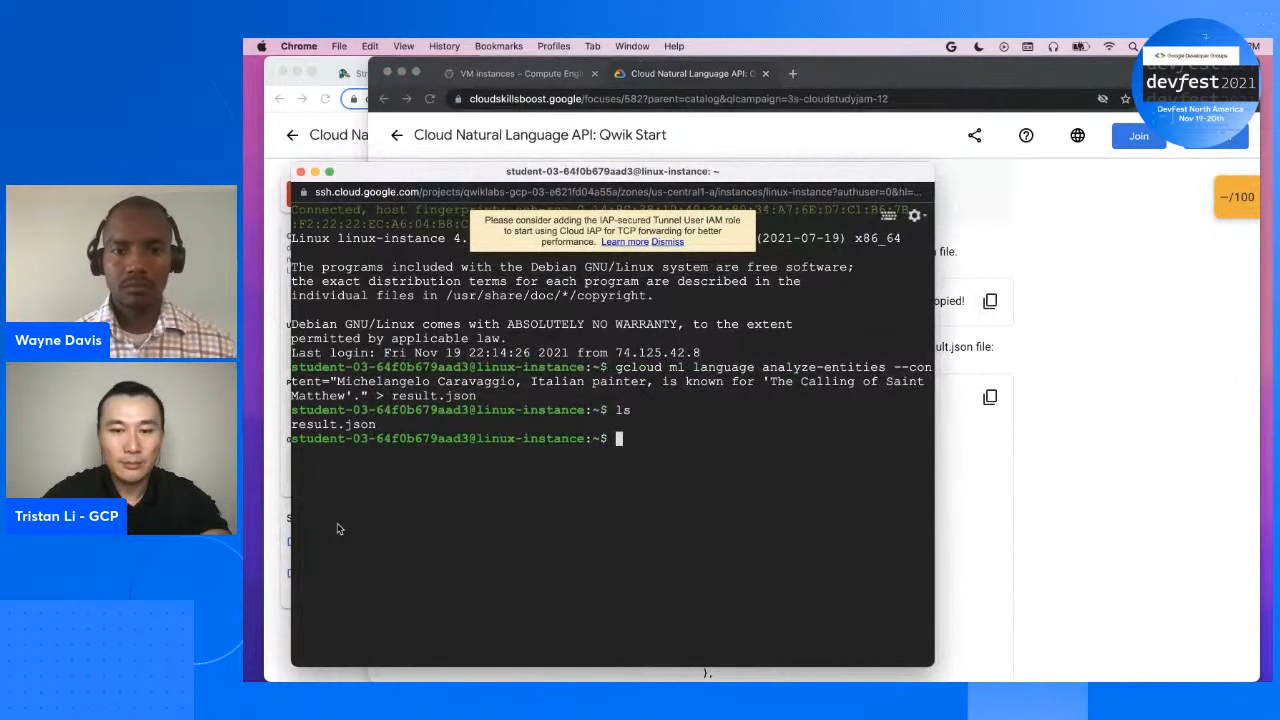 Chrome File Edit View History Bookmarks Profiles Tab Window Help
Google Developer Groups
devfest 2021
DevFest North America
Nov 19-20th
VM instances – Compute Engi
Cloud Natural Language API: C
cloudskillsboost.google/focuses/582?parent=catalog&qlcampaign=3s-cloudstudyjam-12
Cloud Na
Cloud Natural Language API: Qwik Start
Join
student-03-64f0b679aad3@linux-instance: ~
ssh.cloud.google.com/projects/qwiklabs-gcp-03-e621fd04a55a/zones/us-central1-a/instances/linux-instance?authuser=0&hl=...
–/100
Connected, host fingerprint:
Please consider adding the IAP-secured Tunnel User IAM role
to start using Cloud IAP for TCP forwarding for better
performance. Learn more Dismiss
Linux linux-instance 4. (2021-07-19) x86_64
file.
The programs included with the Debian GNU/Linux system are free software;
the exact distribution terms for each program are described in the
individual files in /usr/share/doc/*/copyright.
opied!
Debian GNU/Linux comes with ABSOLUTELY NO WARRANTY, to the extent
permitted by applicable law.
ult.json file:
Last login: Fri Nov 19 22:14:26 2021 from 74.125.42.8
student-03-64f0b679aad3@linux-instance:~$ gcloud ml language analyze-entities --con
tent="Michelangelo Caravaggio, Italian painter, is known for 'The Calling of Saint
Matthew'." > result.json
student-03-64f0b679aad3@linux-instance:~$ ls
result.json
student-03-64f0b679aad3@linux-instance:~$
},
Wayne Davis
Tristan Li - GCP